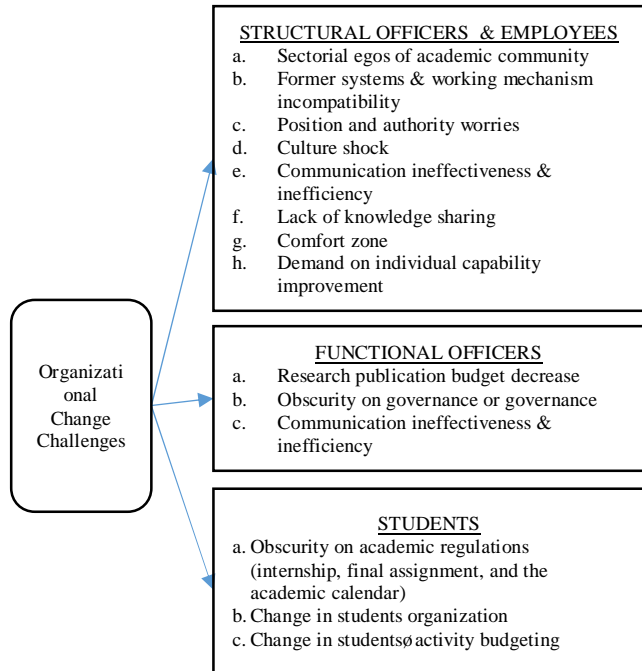 STRUCTURAL OFFICERS & EMPLOYEES
a. Sectorial egos of academic community
b. Former systems & working mechanism
incompatibility
c. Position and authority worries
d. Culture shock
e. Communication ineffectiveness &
inefficiency
f. Lack of knowledge sharing
g. Comfort zone
h. Demand on individual capability
improvement
Organizati
onal
Change
Challenges
FUNCTIONAL OFFICERS
a. Research publication budget decrease
b. Obscurity on governance or governance
c. Communication ineffectiveness &
inefficiency
STUDENTS
a. Obscurity on academic regulations
(internship, final assignment, and the
academic calendar)
b. Change in students organization
c. Change in studentsø activity budgeting